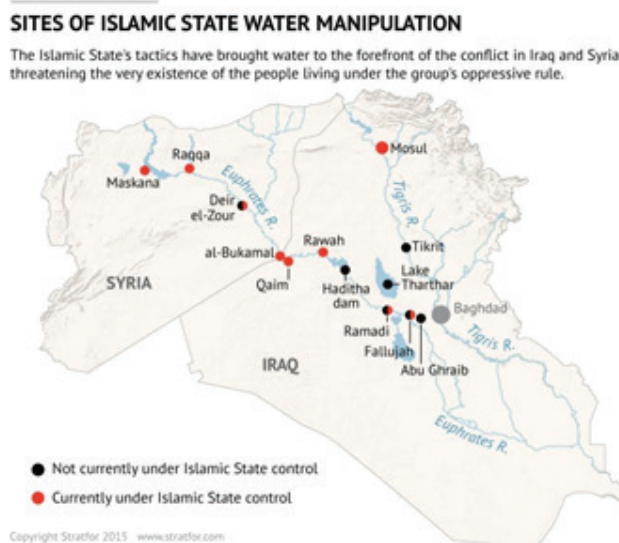 SITES OF ISLAMIC STATE WATER MANIPULATION
The Islamic State's tactics have brought water to the forefront of the conflict in Iraq and Syria
threatening the very existence of the people living under the group's oppressive rule.
Mosul
Raqqa
Maskana
Euphrates R.
Tigris R.
Deir
el-Zour
Tikrit
Rawah
al-Bukamal
Lake
Tharthar
SYRIA
Qaim
Haditha
dam
Baghdad
Ramadi
Tigris R.
Fallujah
IRAQ
Abu Ghraib
Euphrates R.
Not currently under Islamic State control
Currently under Islamic State control
Copyright Stratfor 2015 www.stratfor.com